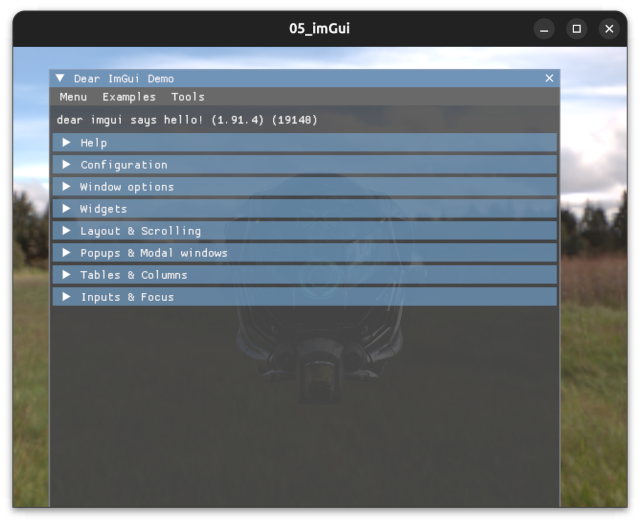 05_imGui
Dear ImGui Demo
Menu Examples Tools
dear imgui says hello! (1.91.4) (19148)
Help
Configuration
Window options
Widgets
Layout & Scrolling
Popups & Modal windows
Tables & Columns
Inputs & Focus